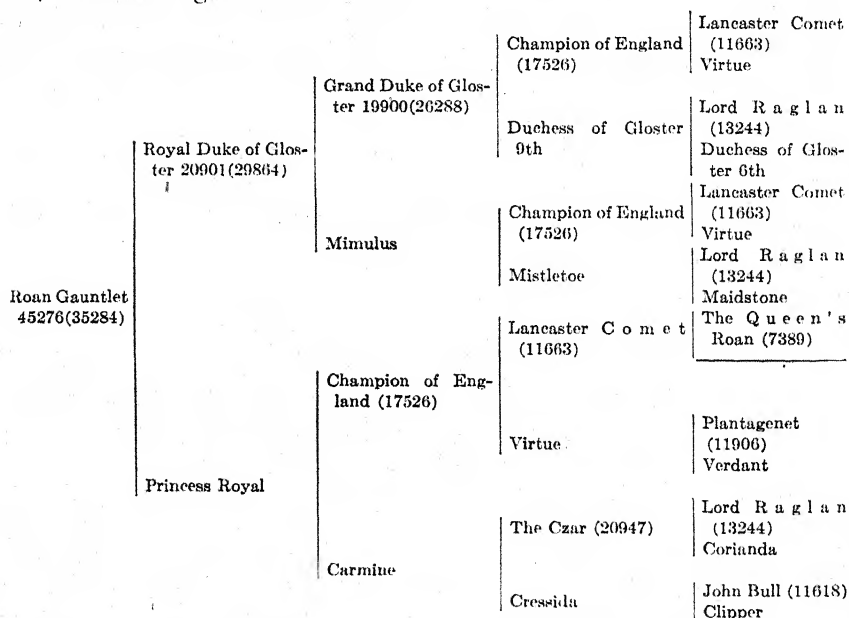 Roan Gauntlet
45276(35284)
Royal Duke of Glos-
ter 20901(29864)
Princess Royal
Grand Duke of Glos-
ter 19900(26288)
Mimulus
Champion of Eng-
land (17526)
Carmine
Champion of England
(17526)
Duchess of Gloster
9th
Champion of England
(17526)
Mistletoe
Lancaster Comet
(11663)
Virtue
The Czar (20947)
Cressida
Lancaster Comet
(11663)
Virtue
Lord Raglan
(13244)
Duchess of Glos-
ter 6th
Lancaster Comet
(11663)
Virtue
Lord Raglan
(13244)
Maidstone
The Queen's
Roan (7389)
Plantagenet
(11906)
Verdant
Lord Raglan
(13244)
Corianda
John Bull (11618)
Clipper